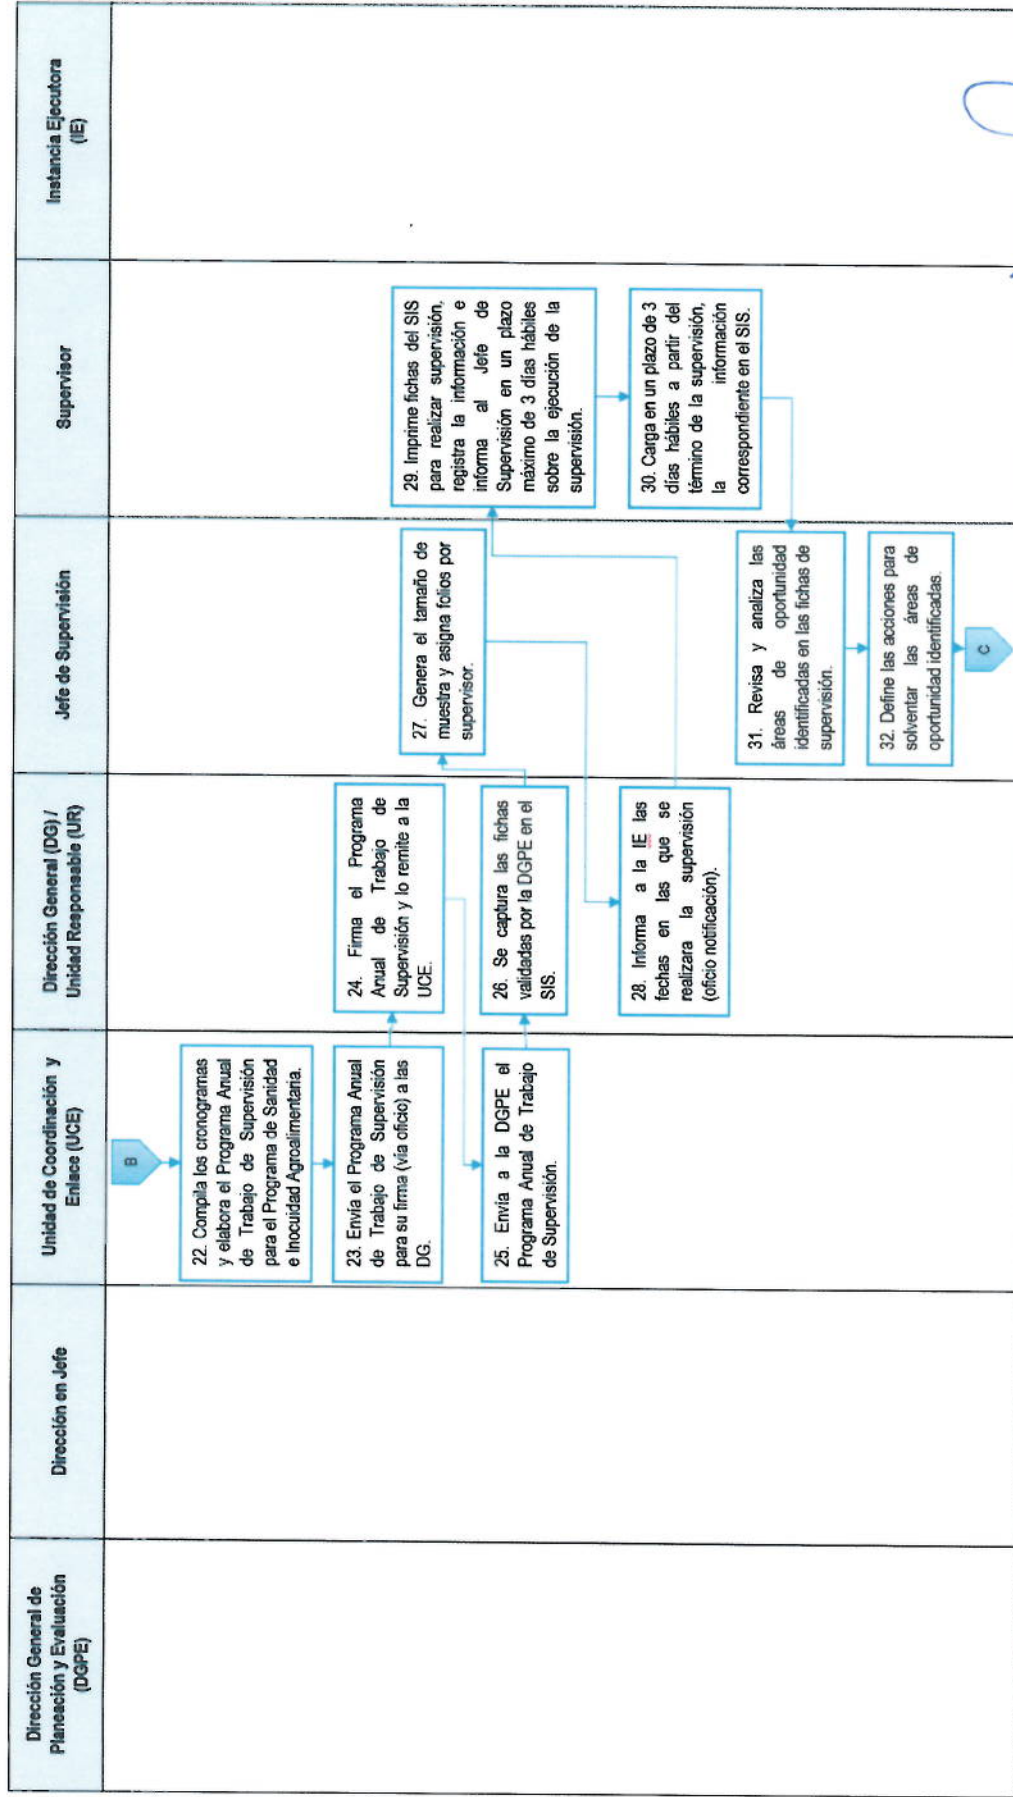 Dirección General de
Planeación y Evaluación
(DGPE)
Dirección en Jefe
Unidad de Coordinación y
Enlace (UCE)
Dirección General (DG) /
Unidad Responsable (UR)
Jefe de Supervisión
Supervisor
Instancia Ejecutora
(IE)
B
22. Compila los cronogramas
y elabora el Programa Anual
de Trabajo de Supervisión
para el Programa de Sanidad
e Inocuidad Agroalimentaria.
23. Envía el Programa Anual
de Trabajo de Supervisión
para su firma (vía oficio) a las
DG.
24. Firma el Programa
Anual de Trabajo de
Supervisión y lo remite a la
UCE.
25. Envía a la DGPE el
Programa Anual de Trabajo
de Supervisión.
26. Se captura las fichas
validadas por la DGPE en el
SIS.
27. Genera el tamaño de
muestra y asigna folios por
supervisor.
28. Informa a la IE las
fechas en las que se
realizara la supervisión
(oficio notificación).
29. Imprime fichas del SIS
para realizar supervisión,
registra la información e
informa al Jefe de
Supervisión en un plazo
máximo de 3 días hábiles
sobre la ejecución de la
supervisión.
30. Carga en un plazo de 3
días hábiles a partir del
término de la supervisión,
la información
correspondiente en el SIS.
31. Revisa y analiza las
áreas de oportunidad
identificadas en las fichas de
supervisión.
32. Define las acciones para
solventar las áreas de
oportunidad identificadas.
C